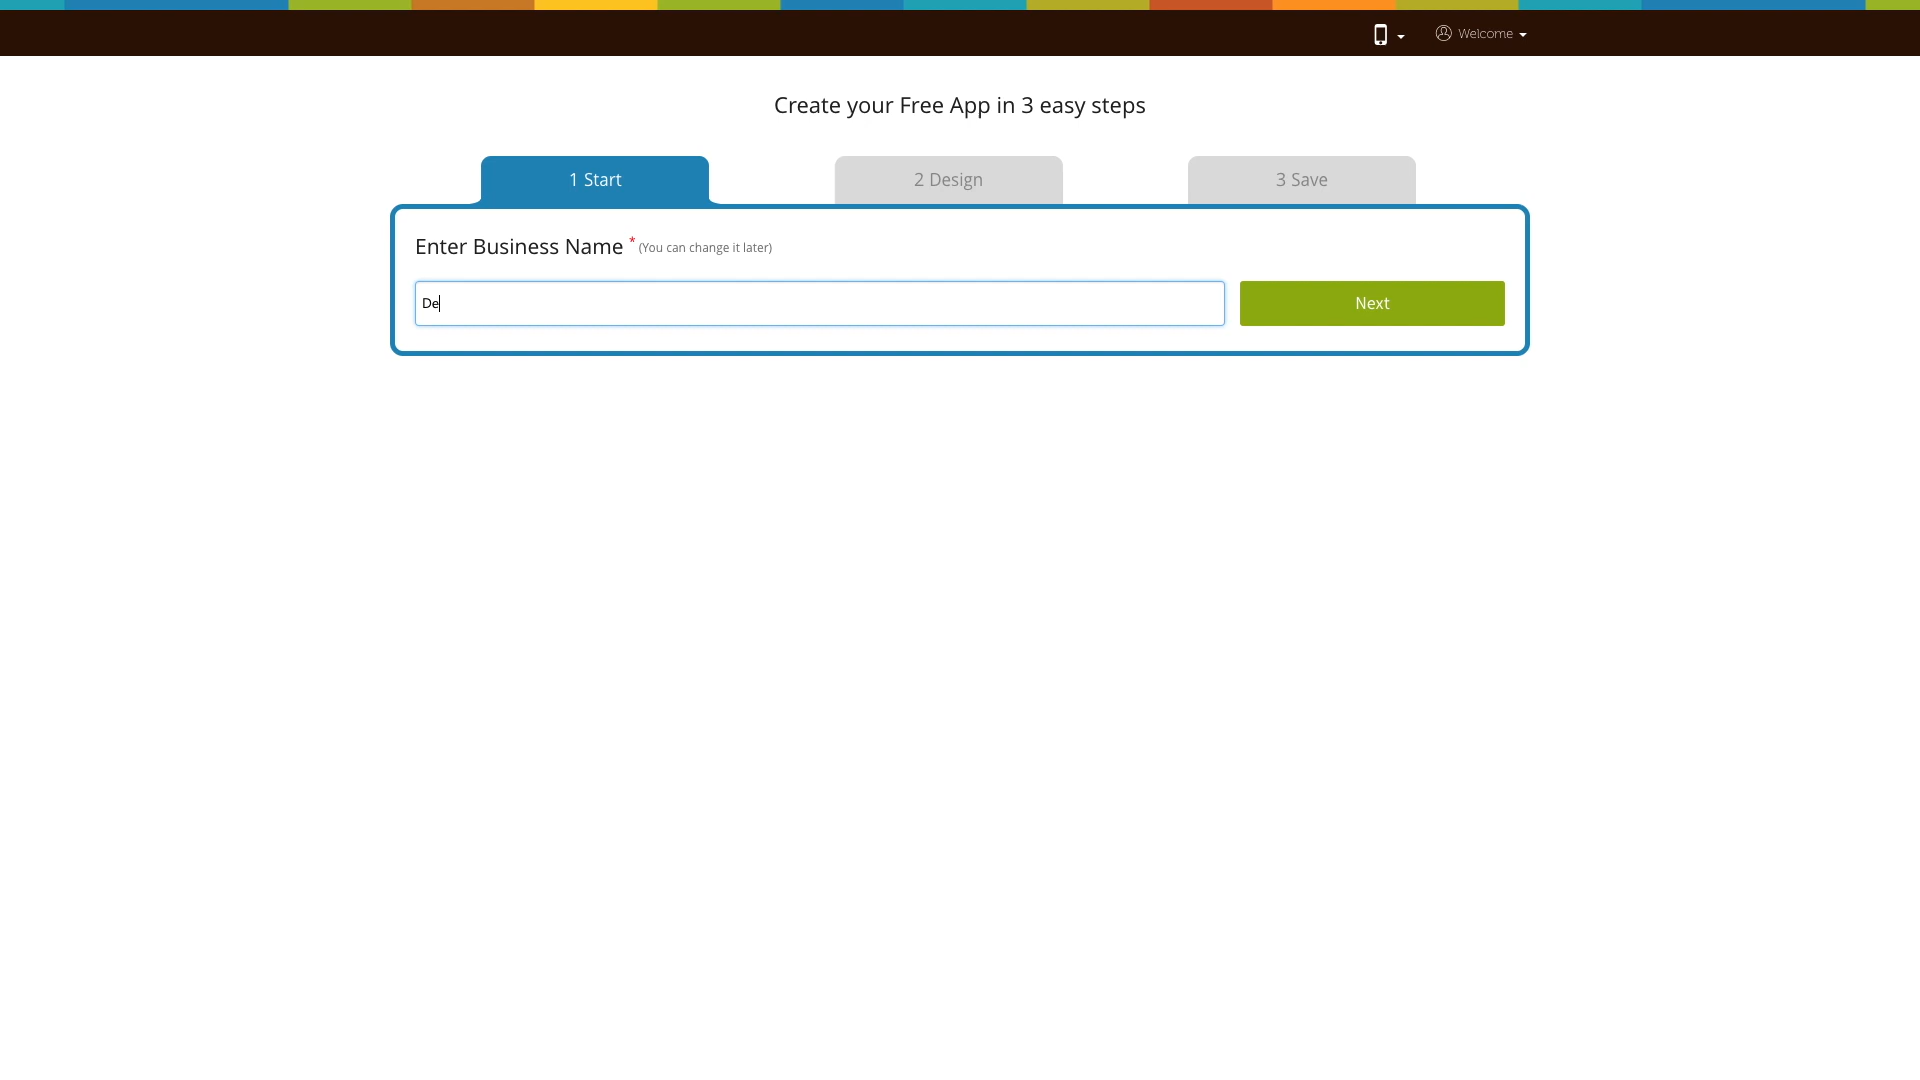 Welcome
Create your Free App in 3 easy steps
1 Start
2 Design
3 Save
Enter Business Name * (You can change it later)
De
Next